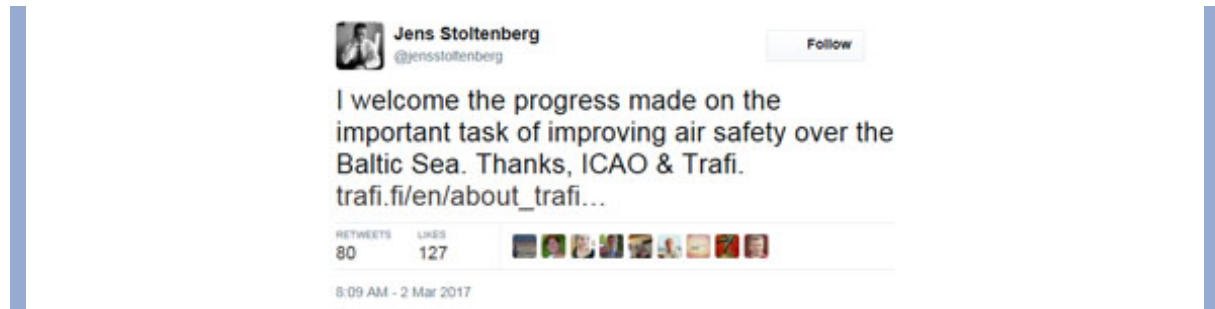 Jens Stoltenberg
@jensstoltenberg
Follow
I welcome the progress made on the
important task of improving air safety over the
Baltic Sea. Thanks, ICAO & Trafi.
trafi.fi/en/about_trafi...
RETWEETS LIKES
80 127
8:09 AM - 2 Mar 2017